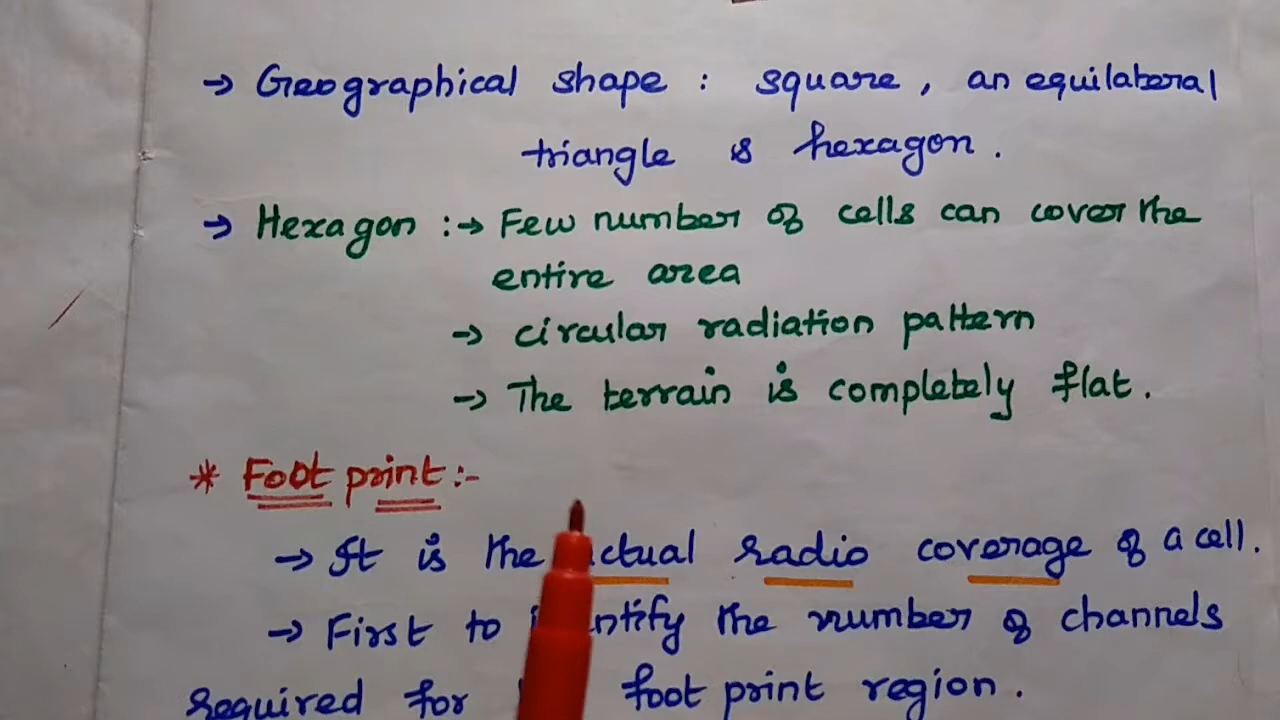 → Geographical shape : square, an equilateral
triangle & hexagon.
→ Hexagon :→ Few number of cells can cover the
entire area
→ circular radiation pattern
→ The terrain is completely flat.
* Foot print :-
→ It is the actual radio coverage of a cell.
→ First to the number of channels
required for foot print region.